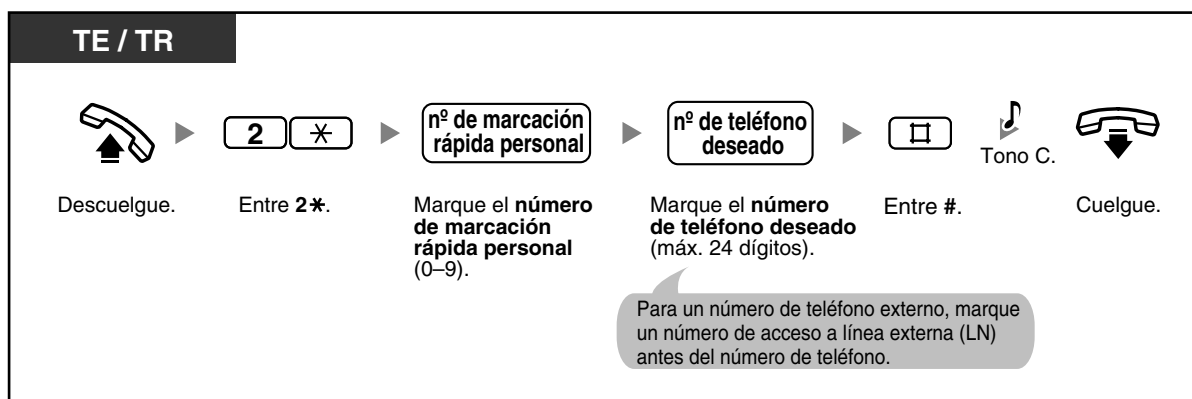 TE / TR
2
nº de marcación
rápida personal
nº de teléfono
deseado
Tono C.
Descuelgue.
Entre 2*.
Marque el número
de marcación
rápida personal
(0–9).
Marque el número
de teléfono deseado
(máx. 24 dígitos).
Entre #.
Cuelgue.
Para un número de teléfono externo, marque
un número de acceso a línea externa (LN)
antes del número de teléfono.